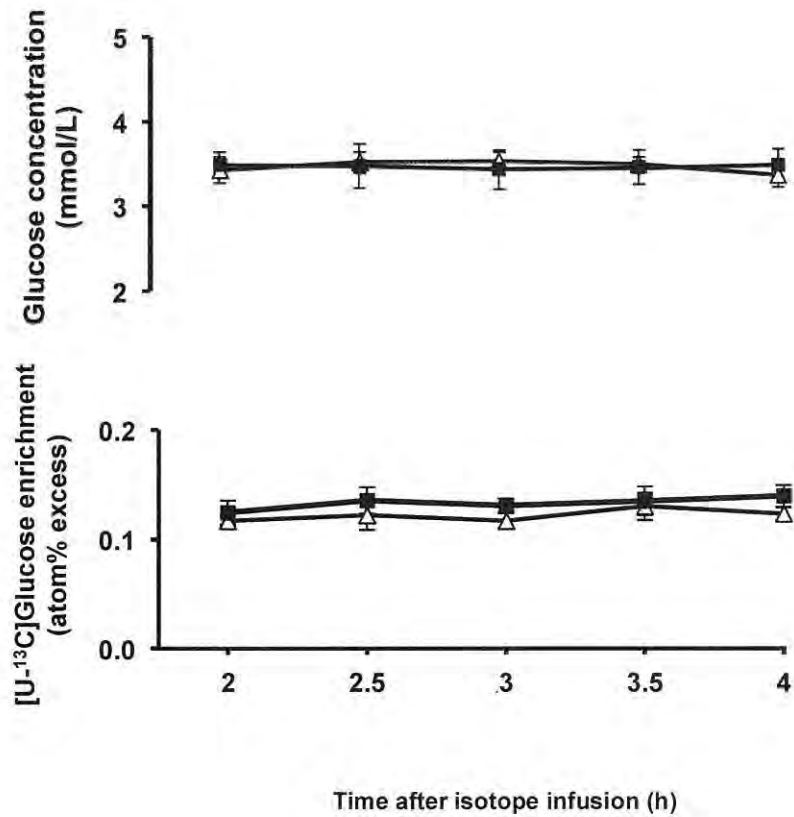 Glucose concentration
(mmol/L)
5
4
3
2
[U-¹³C]Glucose enrichment
(atom% excess)
0.2
0.1
0.0
2 2.5 3 3.5 4
Time after isotope infusion (h)